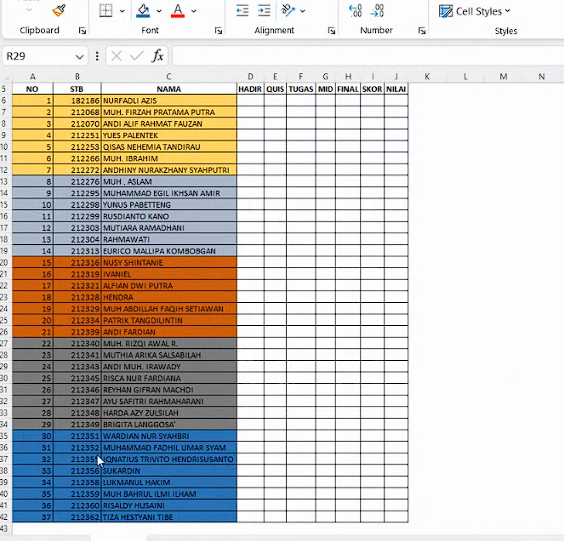 Cell Styles
Clipboard Font Alignment Number Styles
R29 fx
A B C D E F G H I J K L M N
5 NO STB NAMA HADIR QUIS TUGAS MID FINAL SKOR NILAI
6 1 182186 NURFADLI AZIS
7 2 212068 MUH. FIRZAH PRATAMA PUTRA
8 3 212070 ANDI ALIF RAHMAT FAUZAN
9 4 212251 YUES PALENTEK
10 5 212253 QISAS NEHEMIA TANDIRAU
11 6 212266 MUH. IBRAHIM
12 7 212272 ANDHINY NURAKZHANY SYAHPUTRI
13 8 212276 MUH . ASLAM
14 9 212295 MUHAMMAD EGIL IKHSAN AMIR
15 10 212298 YUNUS PABETTENG
16 11 212299 RUSDIANTO KANO
17 12 212303 MUTIARA RAMADHANI
18 13 212304 RAHMAWATI
19 14 212313 EURICO MALLIPA KOMBOBGAN
20 15 212316 NUSY SHINTANIE
21 16 212319 IVANIEL
22 17 212321 ALFIAN DWI PUTRA
23 18 212328 HENDRA
24 19 212329 MUH ABDILLAH FAQIH SETIAWAN
25 20 212334 PATRIK TANGDILINTIN
26 21 212339 ANDI FARDIAN
27 22 212340 MUH. RIZQI AWAL R.
28 23 212341 MUTHIA ARIKA SALSABILAH
29 24 212343 ANDI MUH. IRAWADY
30 25 212345 RISCA NUR FARDIANA
31 26 212346 REYHAN GIFRAN MACHDI
32 27 212347 AYU SAFITRI RAHMAHARANI
33 28 212348 HARDA AZY ZULSILAH
34 29 212349 BRIGITA LANGGOSA'
35 30 212351 WARDIAN NUR SYAHBRI
36 31 212352 MUHAMMAD FADHIL UMAR SYAM
37 32 212355 IQNATIUS TRIVITO HENDRISUSANTO
38 33 212356 SUKARDIN
39 34 212358 LUKMANUL HAKIM
40 35 212359 MUH BAHRUL ILMI ILHAM
41 36 212360 RISALDY HUSAINI
42 37 212362 TIZA HESTYANI TIBE
43